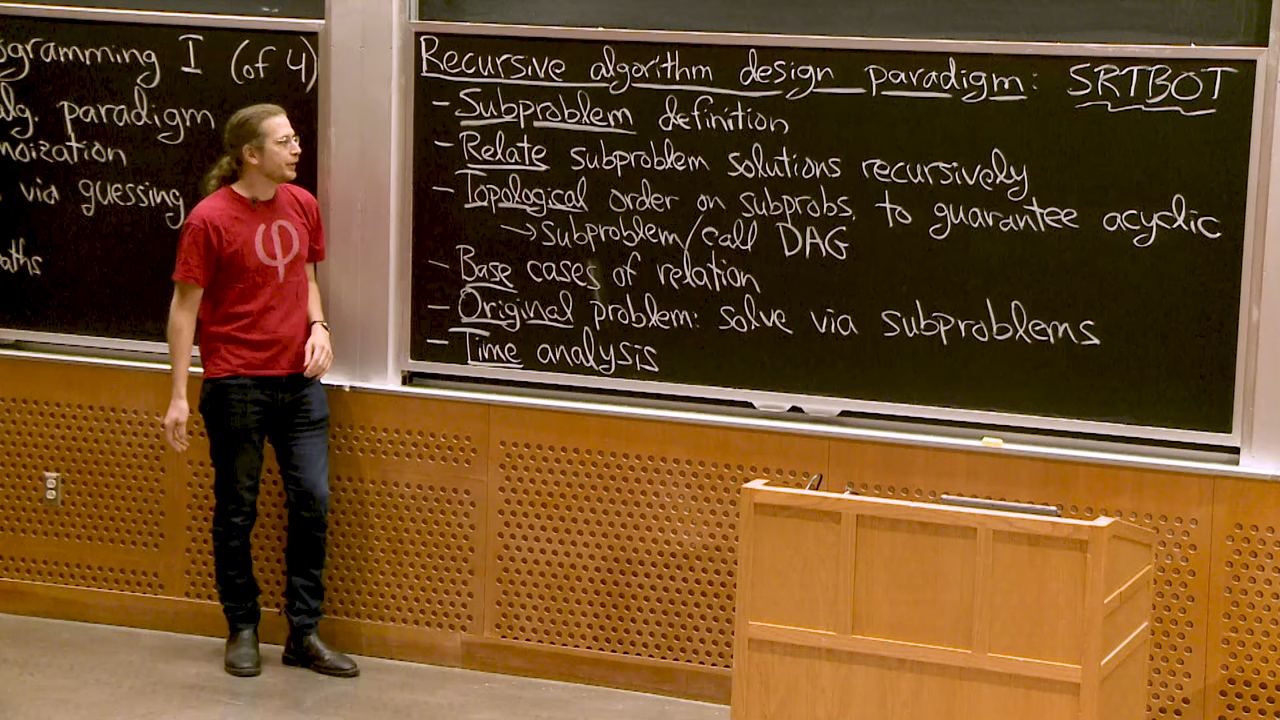 ogramming I (of 4)
alg. paradigm
moization
via guessing
aths
φ
Recursive algorithm design paradigm: SRTBOT
- Subproblem definition
- Relate subproblem solutions recursively
- Topological order on subprobs. to guarantee acyclic
→ subproblem/call DAG
- Base cases of relation
- Original problem: solve via subproblems
- Time analysis